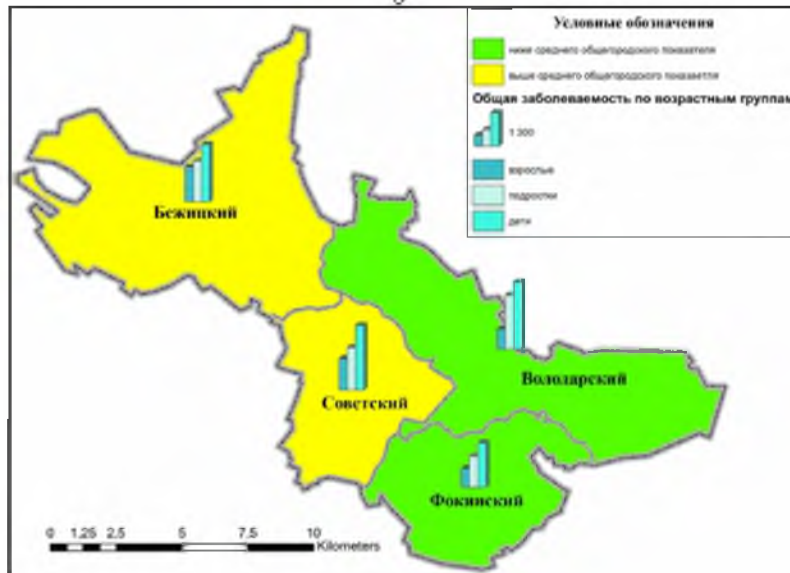 Условные обозначения
ниже среднего общегородского показателя
выше среднего общегородского показаетля
Общая заболеваемость по возрастным группам
1 300
взрослые
подростки
дети
Бежицкий
Володарский
Советский
Фокинский
0 1,25 2,5 5 7,5 10
Kilometers